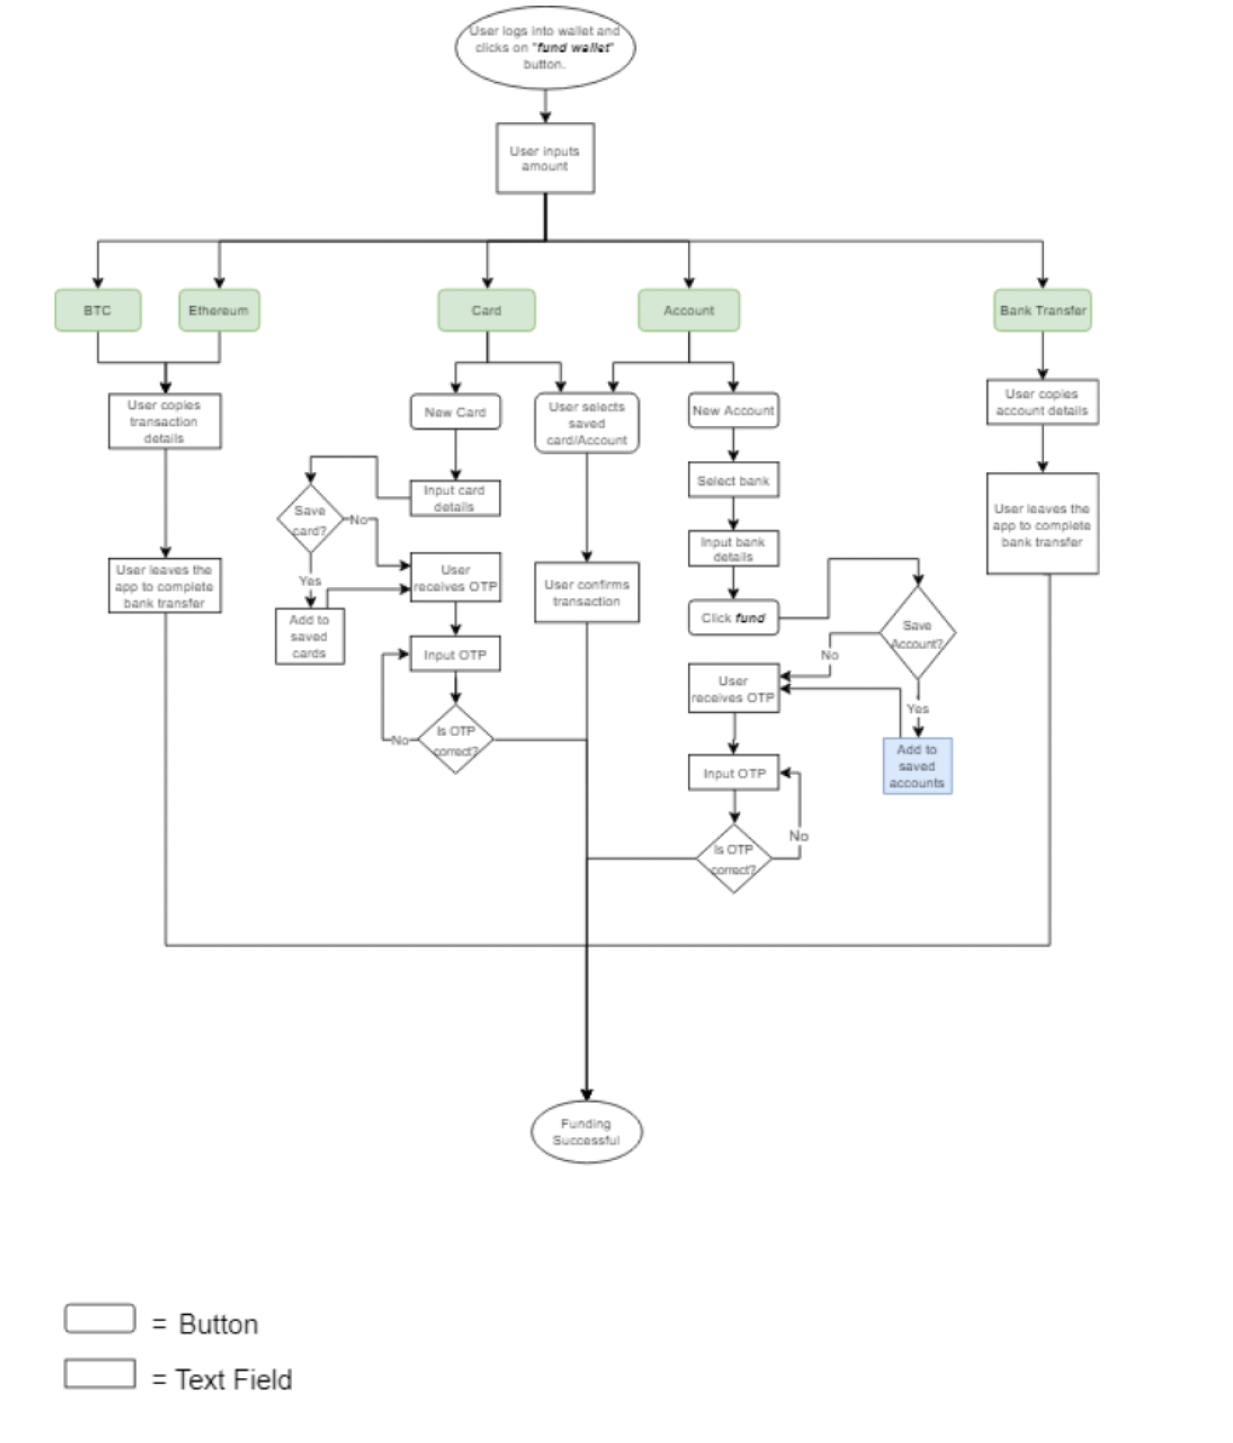 User logs into wallet and
clicks on "fund wallet"
button.
User inputs
amount
BTC
Ethereum
Card
Account
Bank Transfer
User copies
transaction
details
New Card
User selects
saved
card/Account
New Account
User copies
account details
Input card
details
Select bank
Save
card?
No
User leaves the
app to complete
bank transfer
Input bank
details
User leaves the
app to complete
bank transfer
User
receives OTP
User confirms
transaction
Yes
Add to
saved
cards
Click fund
Save
Account?
No
Input OTP
User
receives OTP
Yes
Is OTP
correct?
No
Add to
saved
accounts
Input OTP
No
Is OTP
correct?
Funding
Successful
= Button
= Text Field